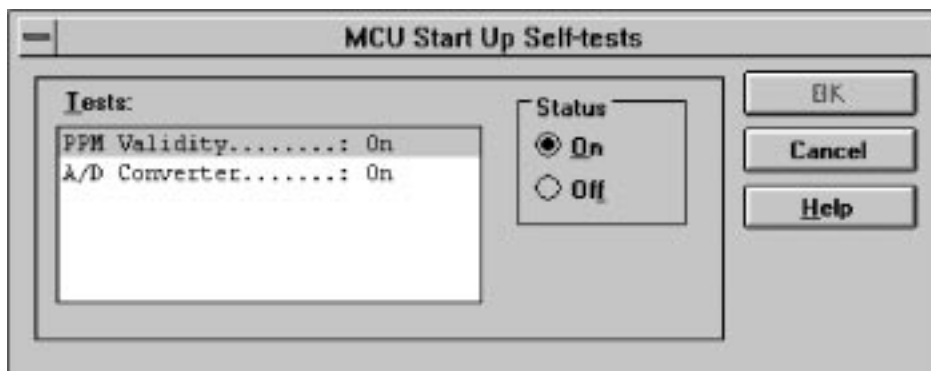 MCU Start Up Self-tests
Tests:
PPM Validity........: On
A/D Converter.......: On
Status
On
Off
OK
Cancel
Help